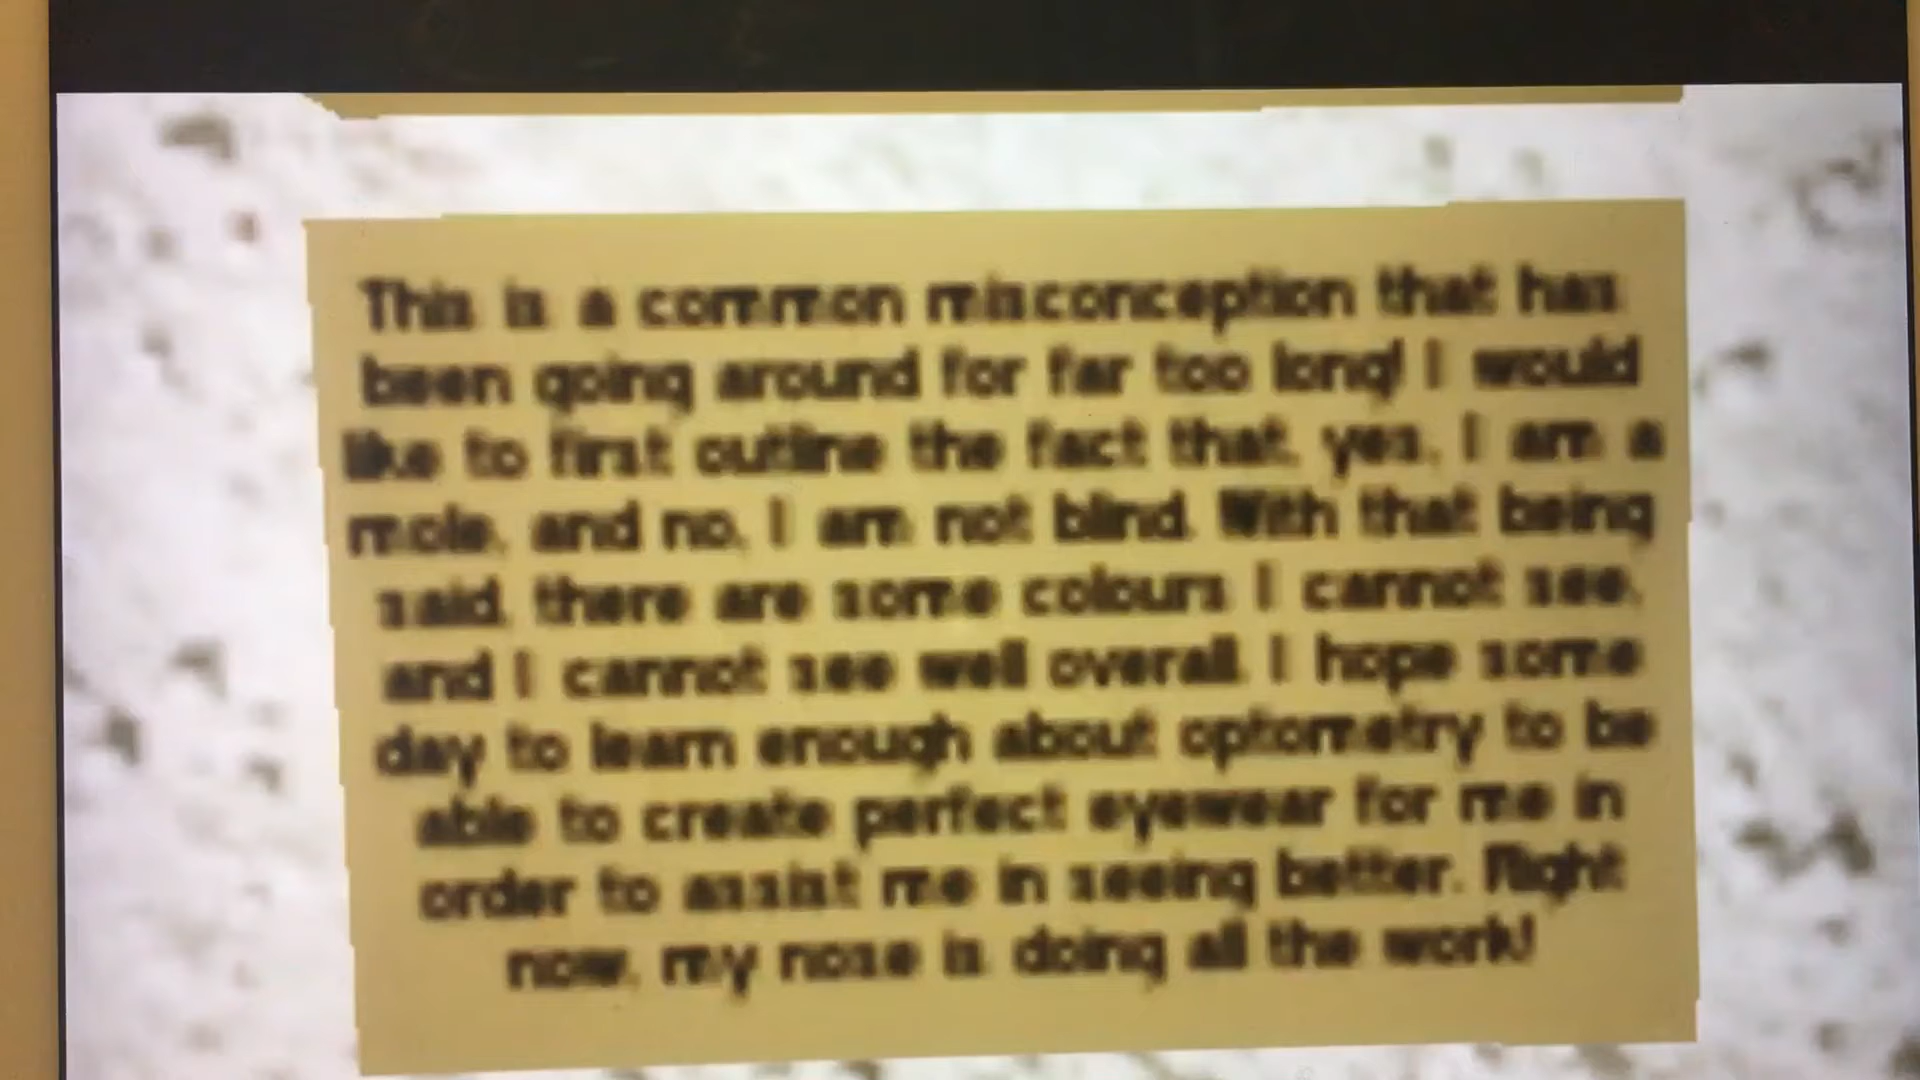 This is a common misconception that has
been going around for far too long! I would
like to first outline the fact that, yes, I am a
mole, and no, I am not blind. With that being
said, there are some colours I cannot see,
and I cannot see well overall. I hope some
day to learn enough about optometry to be
able to create perfect eyewear for me in
order to assist me in seeing better. Right
now, my nose is doing all the work!